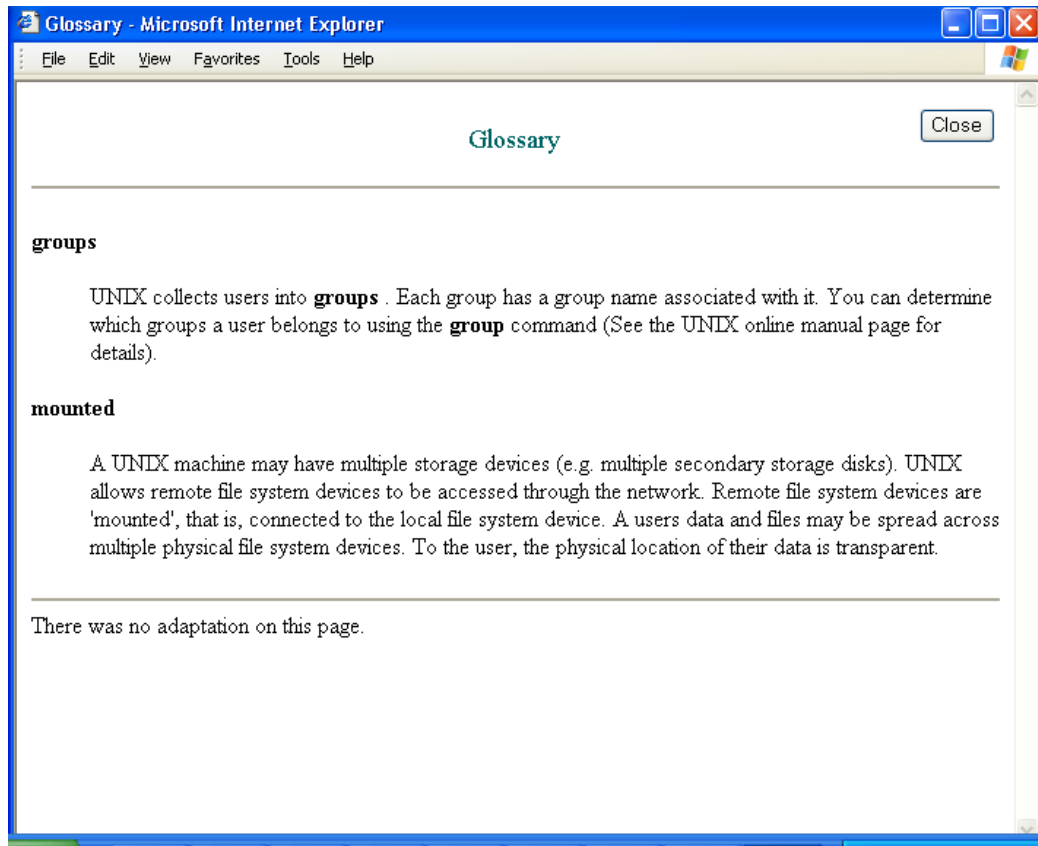 Glossary - Microsoft Internet Explorer
File Edit View Favorites Tools Help
Close
Glossary
groups
UNIX collects users into groups . Each group has a group name associated with it. You can determine
which groups a user belongs to using the group command (See the UNIX online manual page for
details).
mounted
A UNIX machine may have multiple storage devices (e.g. multiple secondary storage disks). UNIX
allows remote file system devices to be accessed through the network. Remote file system devices are
'mounted', that is, connected to the local file system device. A users data and files may be spread across
multiple physical file system devices. To the user, the physical location of their data is transparent.
There was no adaptation on this page.